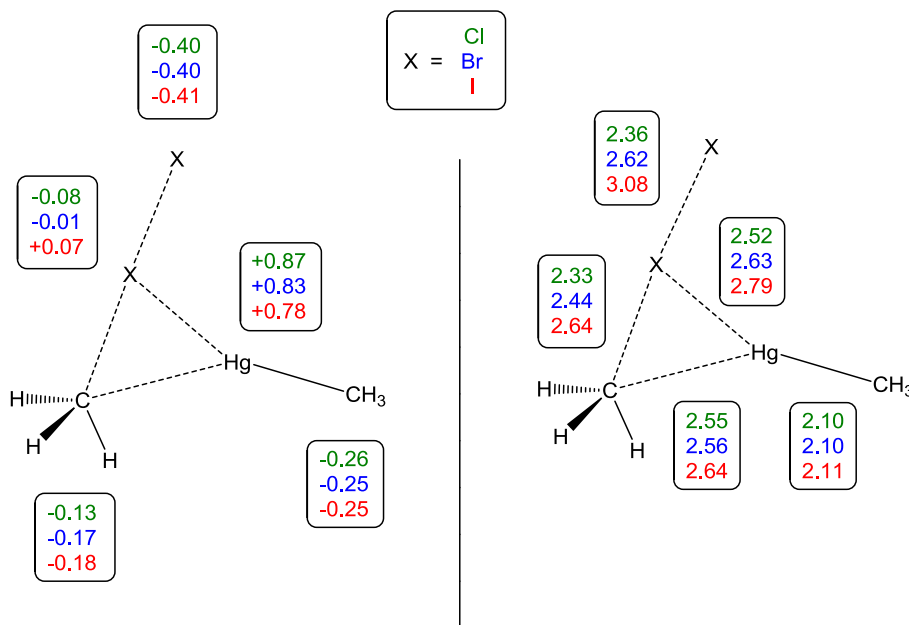 -0.40
-0.40
-0.41
X = Cl
Br
I
X
-0.08
-0.01
+0.07
X
+0.87
+0.83
+0.78
Hg
CH3
H
C
H
H
-0.26
-0.25
-0.25
-0.13
-0.17
-0.18
2.36
2.62
3.08
X
2.52
2.63
2.79
X
2.33
2.44
2.64
Hg
CH3
H
C
H
H
2.55
2.56
2.64
2.10
2.10
2.11